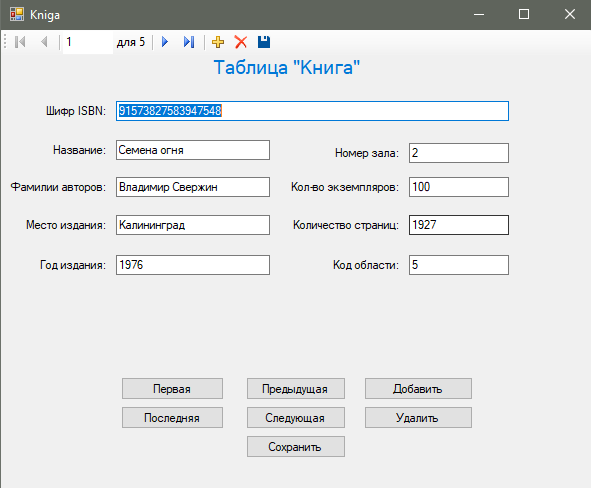 Kniga
1 для 5
Таблица "Книга"
Шифр ISBN: 91573827583947548
Название: Семена огня Номер зала: 2
Фамилии авторов: Владимир Свержин Кол-во экземпляров: 100
Место издания: Калининград Количество страниц: 1927
Год издания: 1976 Код области: 5
Первая Предыдущая Добавить
Последняя Следующая Удалить
Сохранить